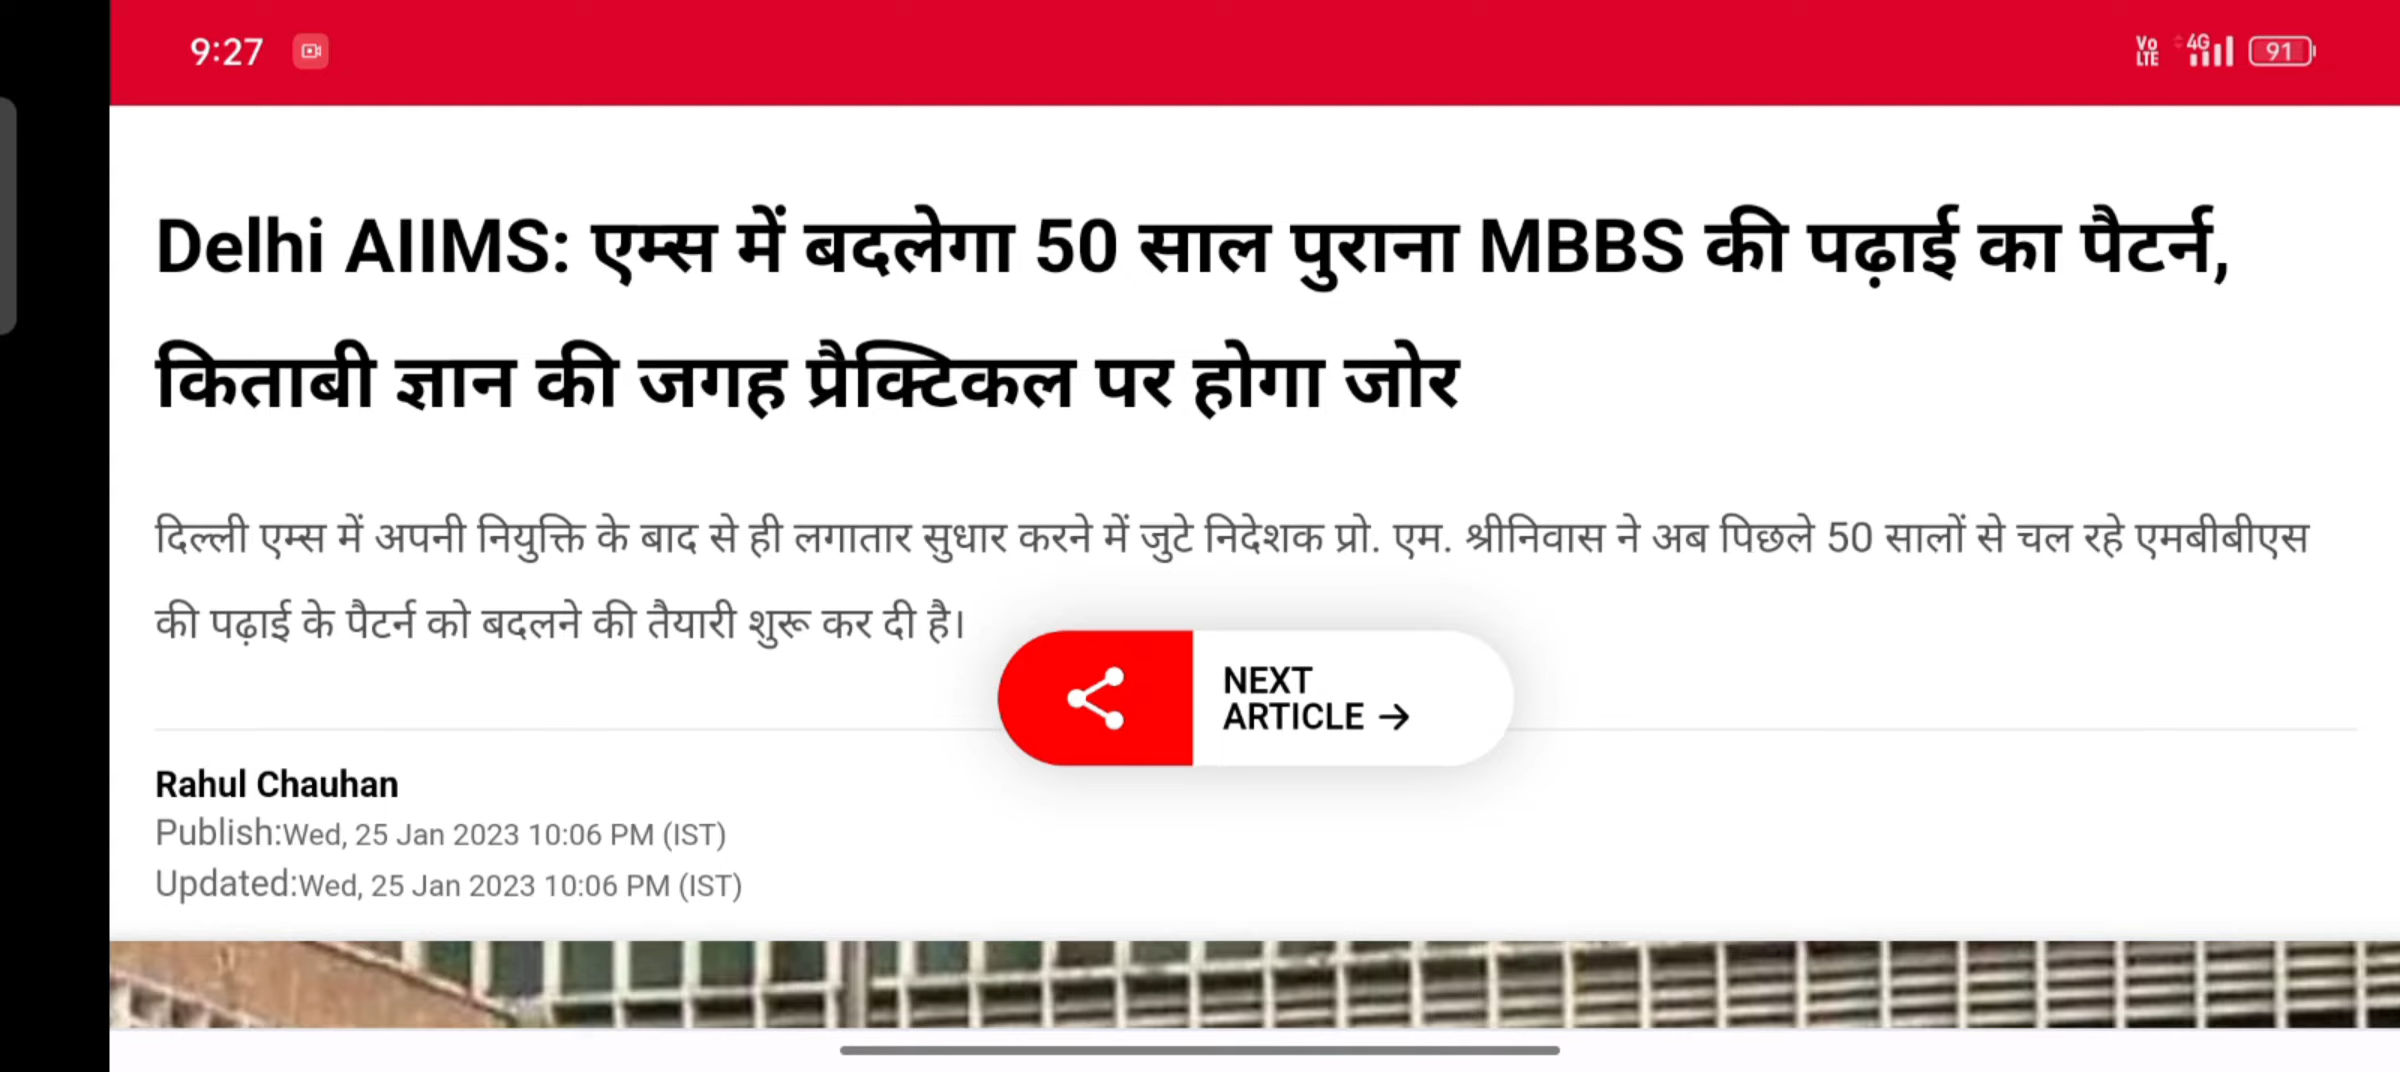 9:27
Vo LTE 4G 91
Delhi AIIMS: एम्स में बदलेगा 50 साल पुराना MBBS की पढ़ाई का पैटर्न,
किताबी ज्ञान की जगह प्रैक्टिकल पर होगा जोर
दिल्ली एम्स में अपनी नियुक्ति के बाद से ही लगातार सुधार करने में जुटे निदेशक प्रो. एम. श्रीनिवास ने अब पिछले 50 सालों से चल रहे एमबीबीएस
की पढ़ाई के पैटर्न को बदलने की तैयारी शुरू कर दी है।
NEXT
ARTICLE →
Rahul Chauhan
Publish:Wed, 25 Jan 2023 10:06 PM (IST)
Updated:Wed, 25 Jan 2023 10:06 PM (IST)